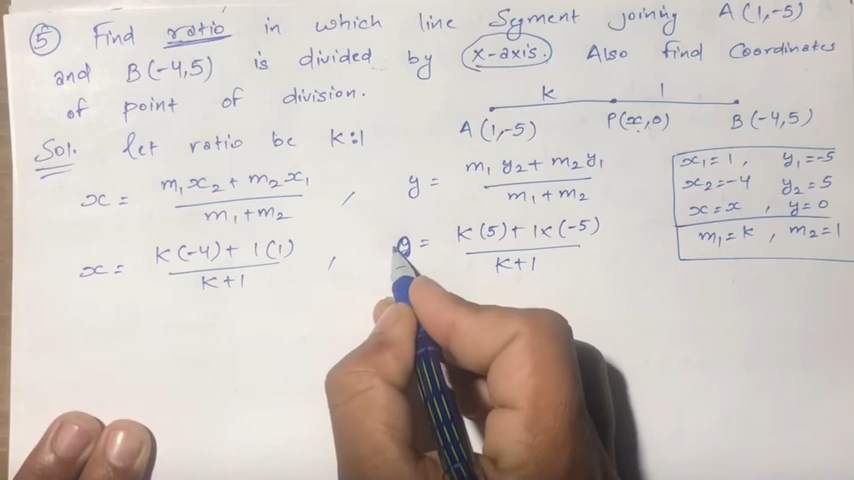 5 Find ratio in which line Segment joining A(1,-5)
and B(-4,5) is divided by x-axis. Also find Coordinates
of point of division.
K 1
A(1,-5) P(x,0) B(-4,5)
Sol. let ratio be K:1
x = m₁x₂+m₂x₁ / m₁+m₂ , y = m₁y₂+m₂y₁ / m₁+m₂
x₁=1, y₁=-5
x₂=-4 y₂=5
x=x, y=0
m₁=K, m₂=1
x = K(-4)+1(1) / K+1 , y = K(5)+1x(-5) / K+1